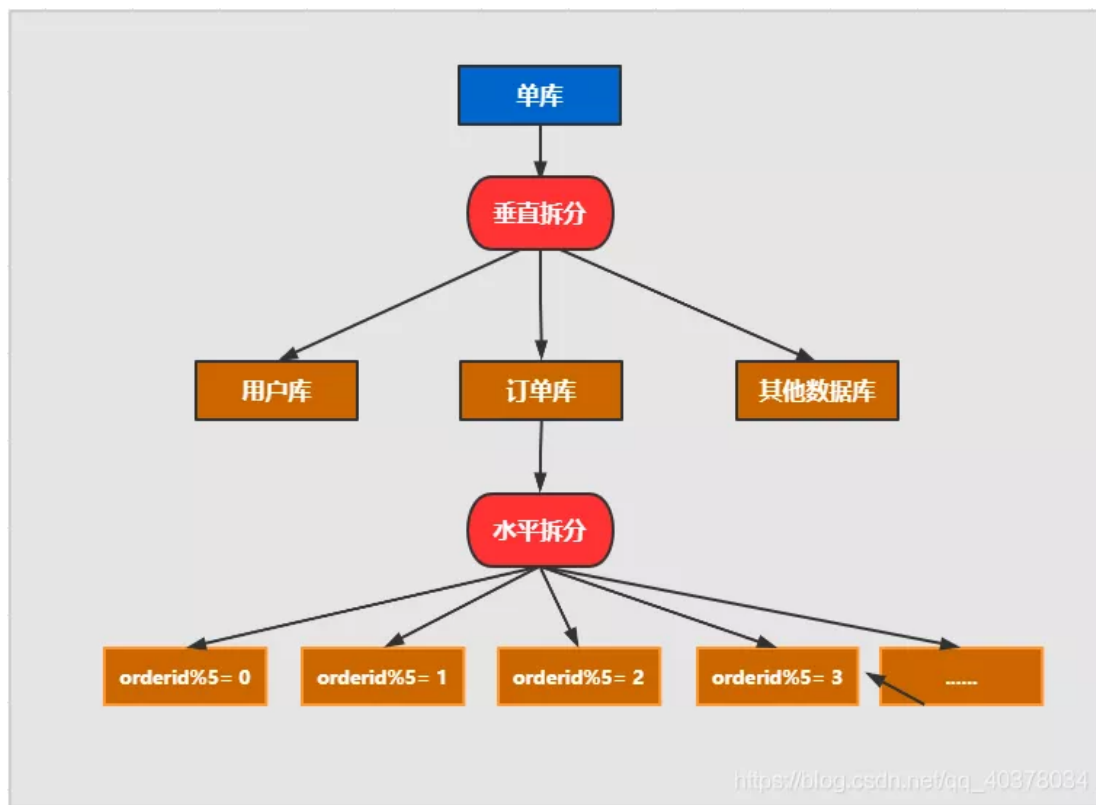 单库
垂直拆分
用户库
订单库
其他数据库
水平拆分
orderid%5= 0
orderid%5= 1
orderid%5= 2
orderid%5= 3
......
https://blog.csdn.net/qq_40378034